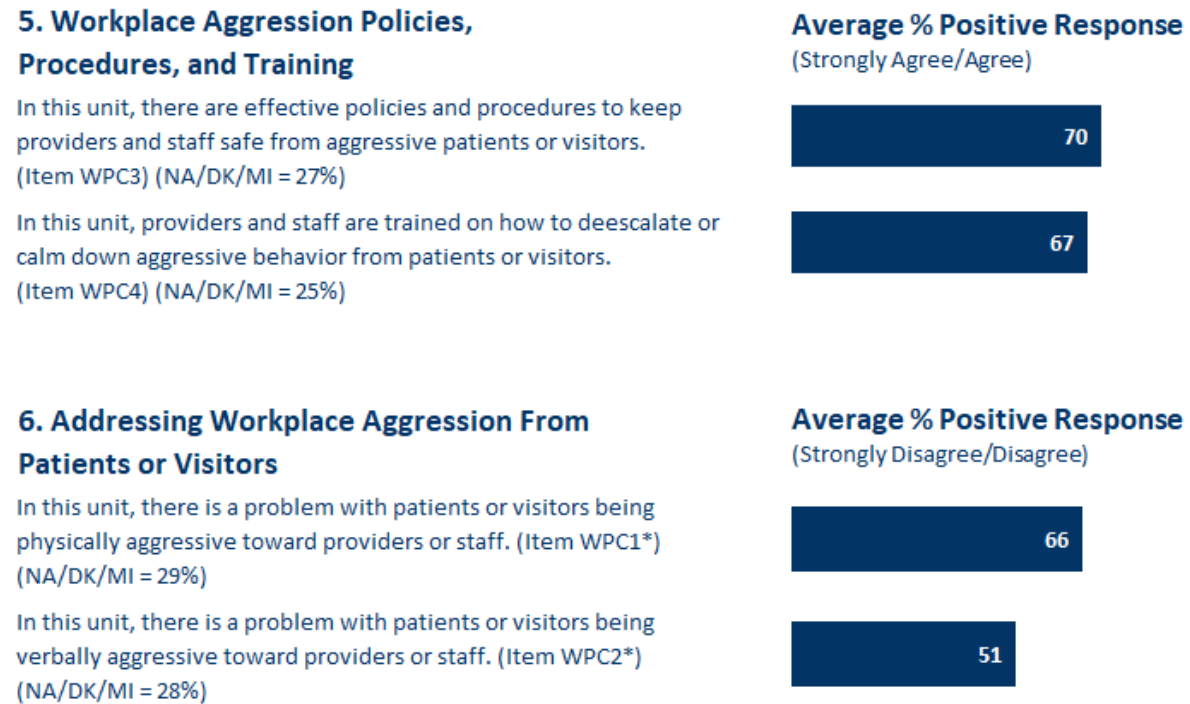 5. Workplace Aggression Policies,
Procedures, and Training
Average % Positive Response
(Strongly Agree/Agree)
In this unit, there are effective policies and procedures to keep
providers and staff safe from aggressive patients or visitors.
(Item WPC3) (NA/DK/MI = 27%)
70
In this unit, providers and staff are trained on how to deescalate or
calm down aggressive behavior from patients or visitors.
(Item WPC4) (NA/DK/MI = 25%)
67
6. Addressing Workplace Aggression From
Patients or Visitors
Average % Positive Response
(Strongly Disagree/Disagree)
In this unit, there is a problem with patients or visitors being
physically aggressive toward providers or staff. (Item WPC1*)
(NA/DK/MI = 29%)
66
In this unit, there is a problem with patients or visitors being
verbally aggressive toward providers or staff. (Item WPC2*)
(NA/DK/MI = 28%)
51